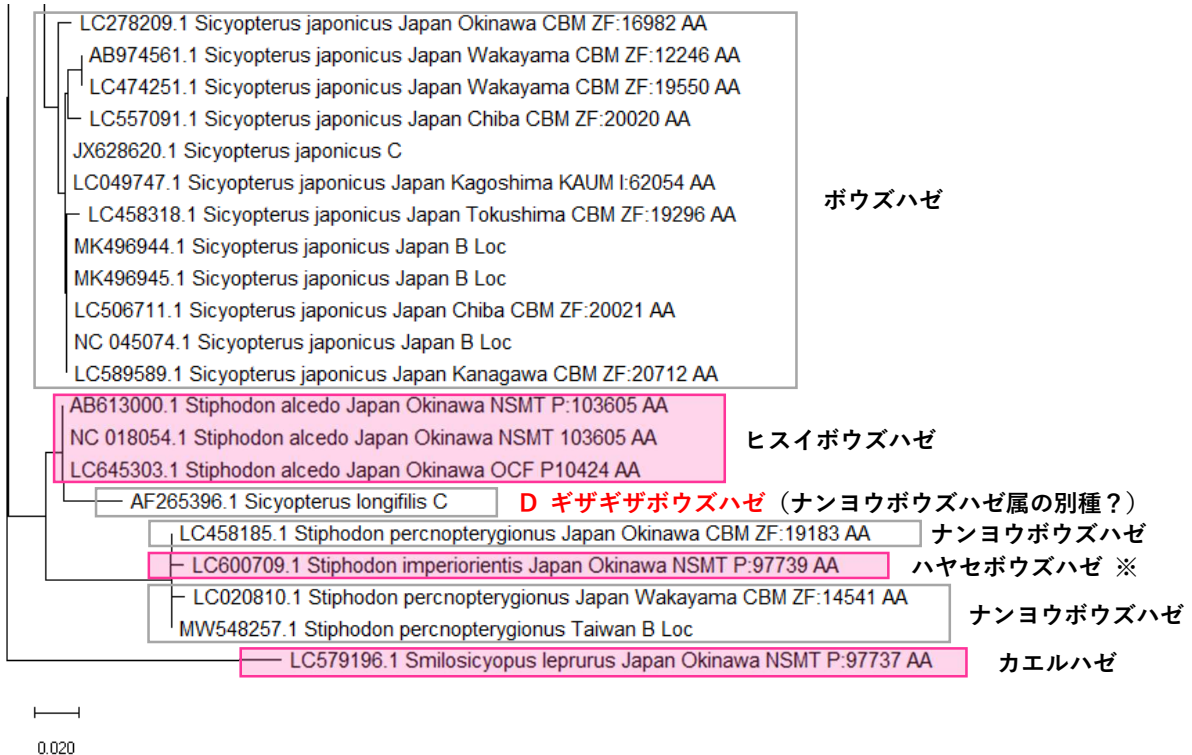 LC278209.1 Sicyopterus japonicus Japan Okinawa CBM ZF:16982 AA
AB974561.1 Sicyopterus japonicus Japan Wakayama CBM ZF:12246 AA
LC474251.1 Sicyopterus japonicus Japan Wakayama CBM ZF:19550 AA
LC557091.1 Sicyopterus japonicus Japan Chiba CBM ZF:20020 AA
JX628620.1 Sicyopterus japonicus C
LC049747.1 Sicyopterus japonicus Japan Kagoshima KAUM I:62054 AA
ボウズハゼ
LC458318.1 Sicyopterus japonicus Japan Tokushima CBM ZF:19296 AA
MK496944.1 Sicyopterus japonicus Japan B Loc
MK496945.1 Sicyopterus japonicus Japan B Loc
LC506711.1 Sicyopterus japonicus Japan Chiba CBM ZF:20021 AA
NC 045074.1 Sicyopterus japonicus Japan B Loc
LC589589.1 Sicyopterus japonicus Japan Kanagawa CBM ZF:20712 AA
AB613000.1 Stiphodon alcedo Japan Okinawa NSMT P:103605 AA
NC 018054.1 Stiphodon alcedo Japan Okinawa NSMT 103605 AA
ヒスイボウズハゼ
LC645303.1 Stiphodon alcedo Japan Okinawa OCF P10424 AA
AF265396.1 Sicyopterus longifilis C
D ギザギザボウズハゼ（ナンヨウボウズハゼ属の別種？）
LC458185.1 Stiphodon percnopterygionus Japan Okinawa CBM ZF:19183 AA
ナンヨウボウズハゼ
LC600709.1 Stiphodon imperiorientis Japan Okinawa NSMT P:97739 AA
ハヤセボウズハゼ ※
LC020810.1 Stiphodon percnopterygionus Japan Wakayama CBM ZF:14541 AA
ナンヨウボウズハゼ
MW548257.1 Stiphodon percnopterygionus Taiwan B Loc
LC579196.1 Smilosicyopus leprurus Japan Okinawa NSMT P:97737 AA
カエルハゼ
0.020